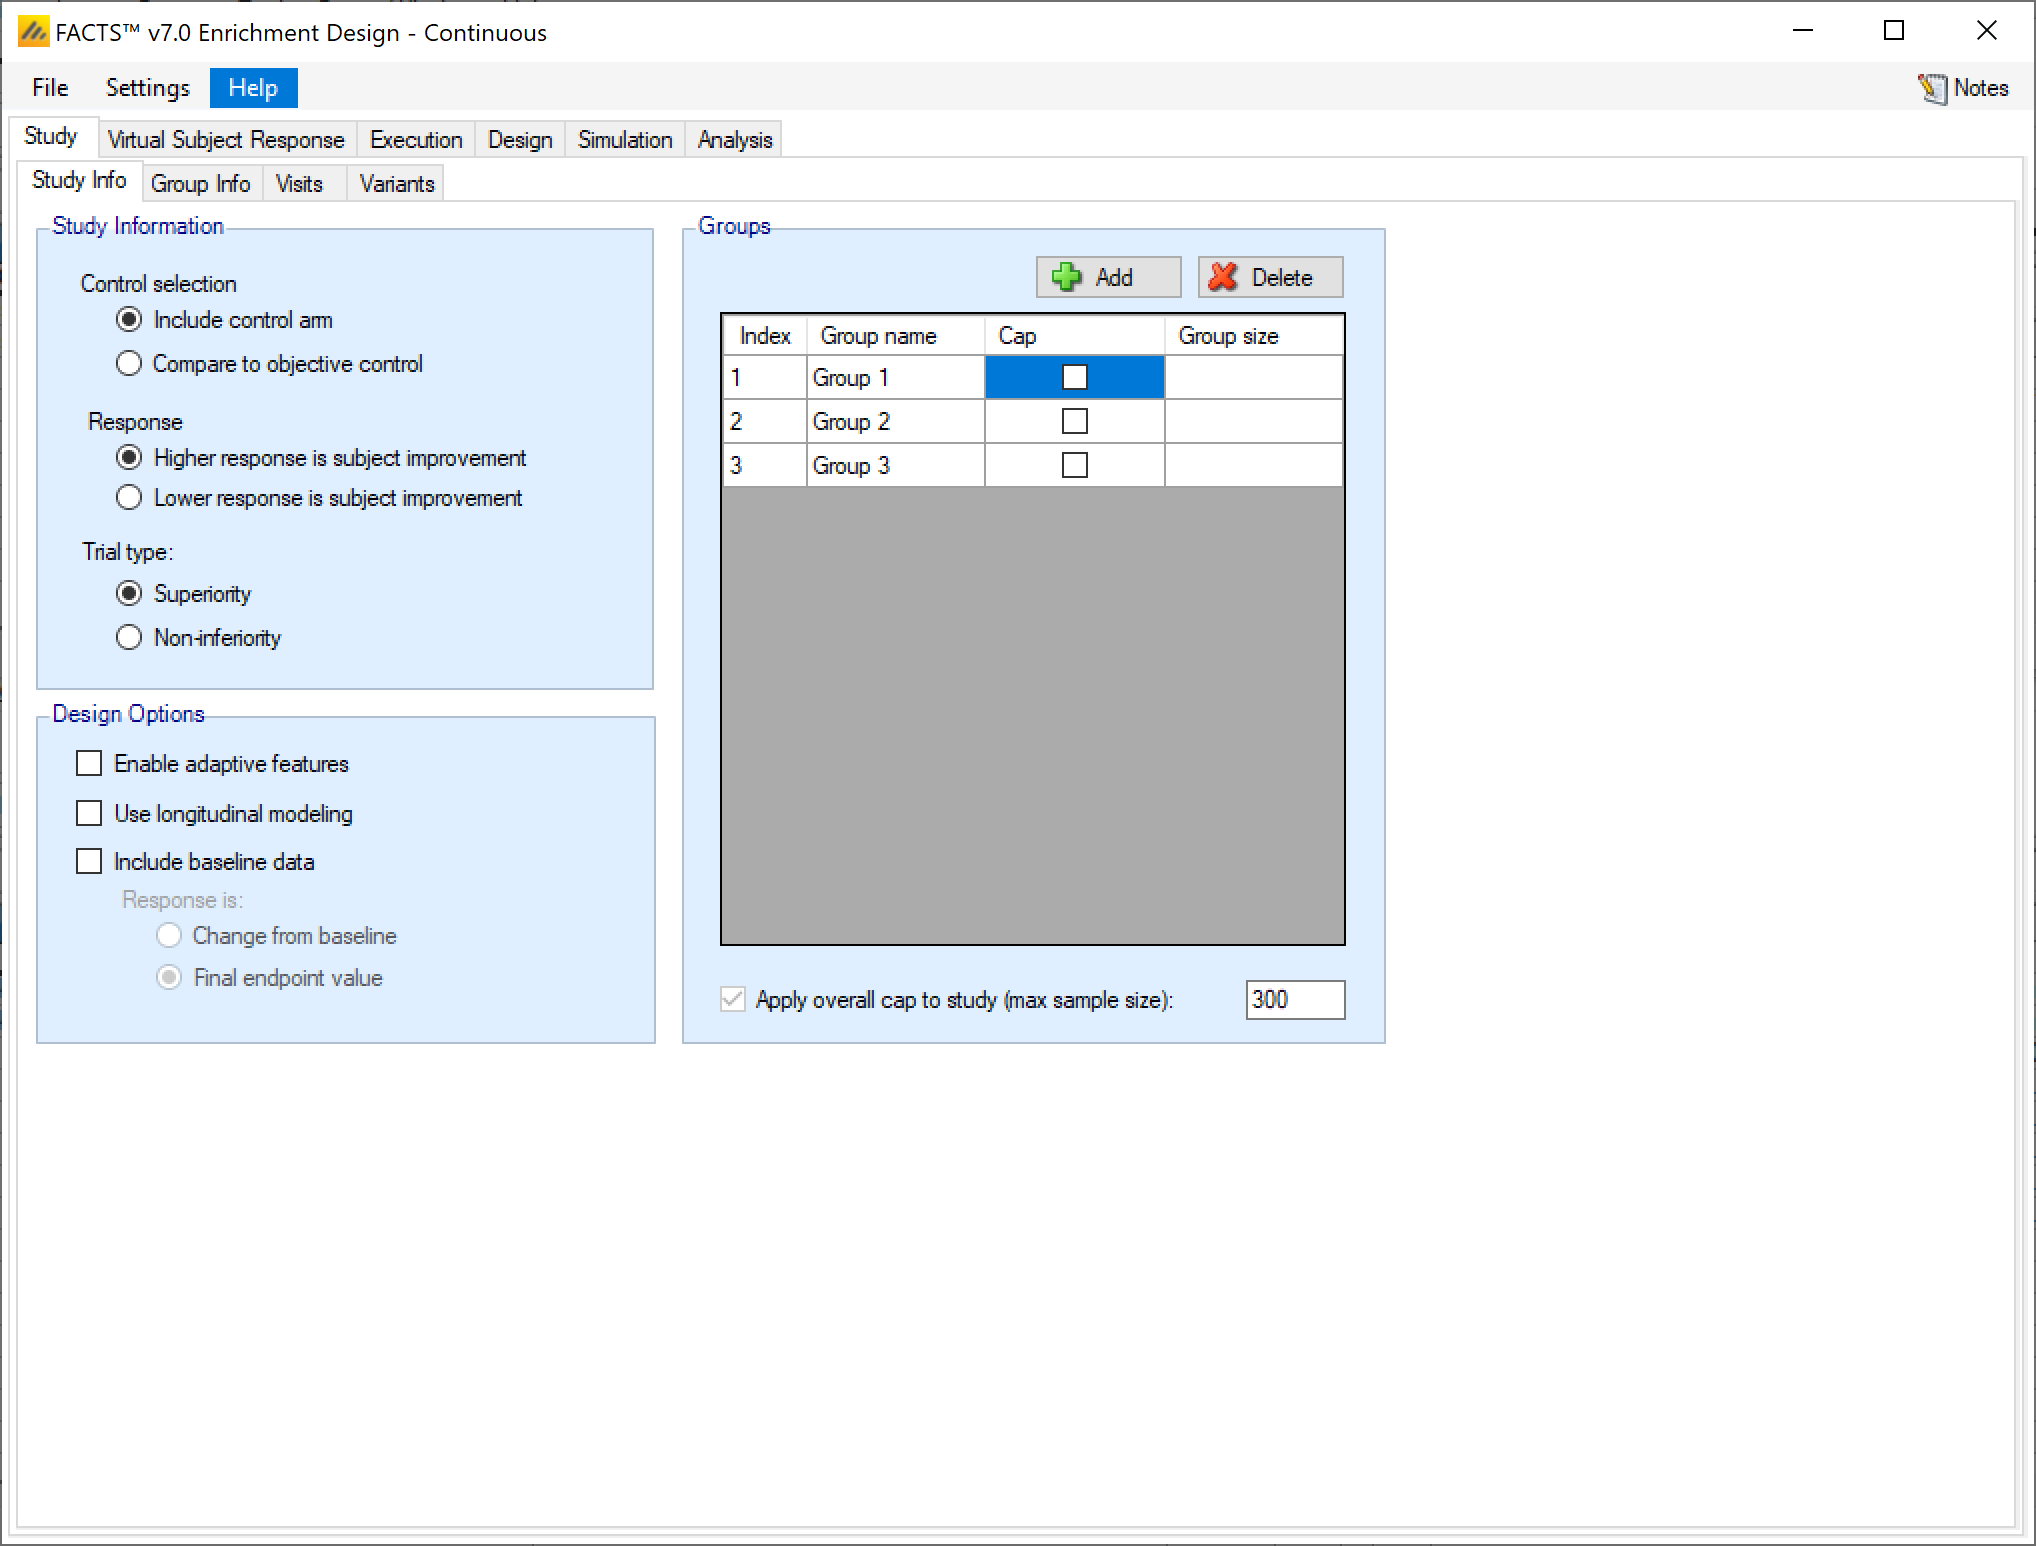 FACTS™ v7.0 Enrichment Design - Continuous
File Settings Help Notes
Study Virtual Subject Response Execution Design Simulation Analysis
Study Info Group Info Visits Variants
Study Information
Control selection
Include control arm
Compare to objective control
Response
Higher response is subject improvement
Lower response is subject improvement
Trial type:
Superiority
Non-inferiority
Design Options
Enable adaptive features
Use longitudinal modeling
Include baseline data
Response is:
Change from baseline
Final endpoint value
Groups
Add Delete
Index Group name Cap Group size
1 Group 1
2 Group 2
3 Group 3
Apply overall cap to study (max sample size): 300